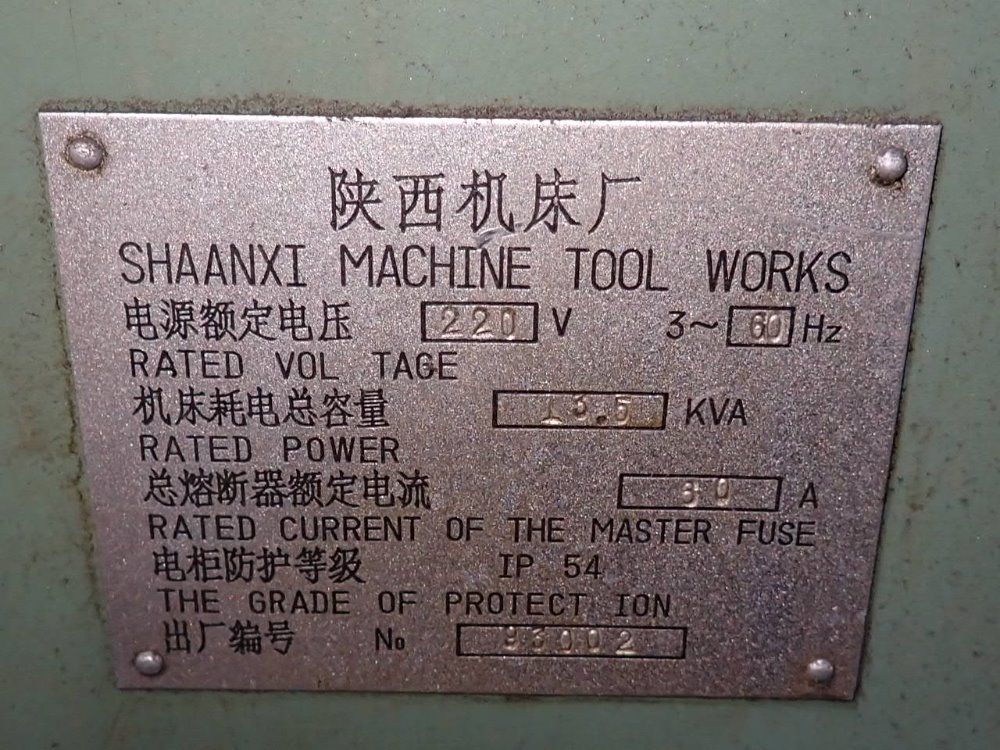 陕西机床厂
SHAANXI MACHINE TOOL WORKS
电源额定电压 220 V 3~ 60 Hz
RATED VOL TAGE
机床耗电总容量 13.5 KVA
RATED POWER
总熔断器额定电流 60 A
RATED CURRENT OF THE MASTER FUSE
电柜防护等级 IP 54
THE GRADE OF PROTECT ION
出厂编号 No 93002